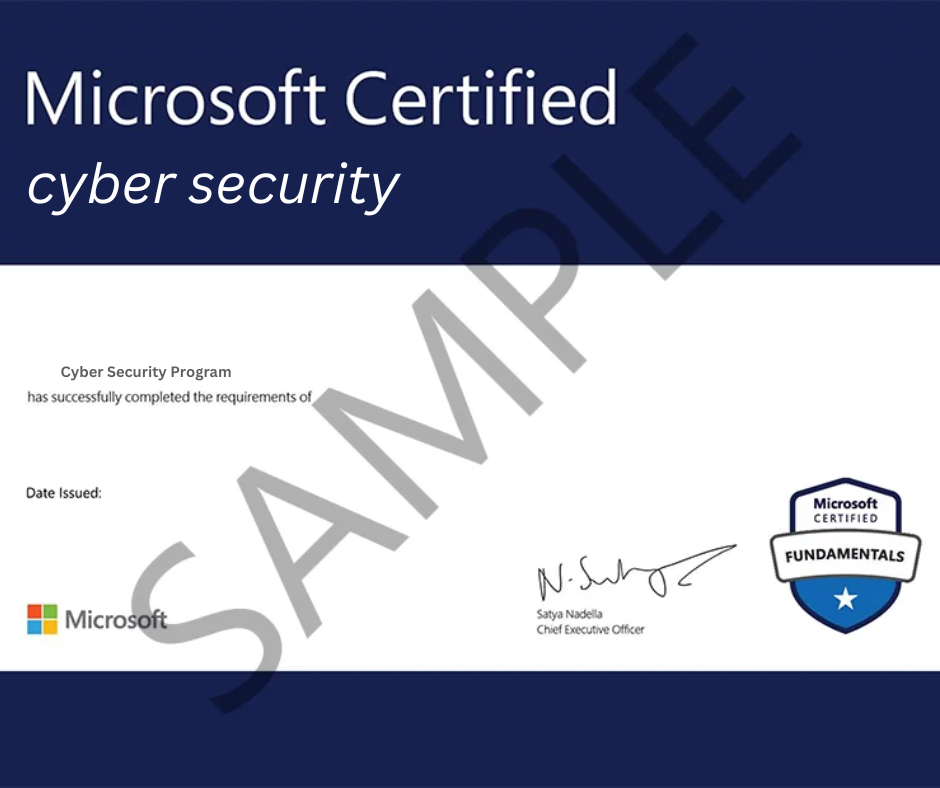 Microsoft Certified
cyber security
SAMPLE
Cyber Security Program
has successfully completed the requirements of
Date Issued:
Microsoft
CERTIFIED
FUNDAMENTALS
N. Satya
Satya Nadella
Chief Executive Officer
Microsoft